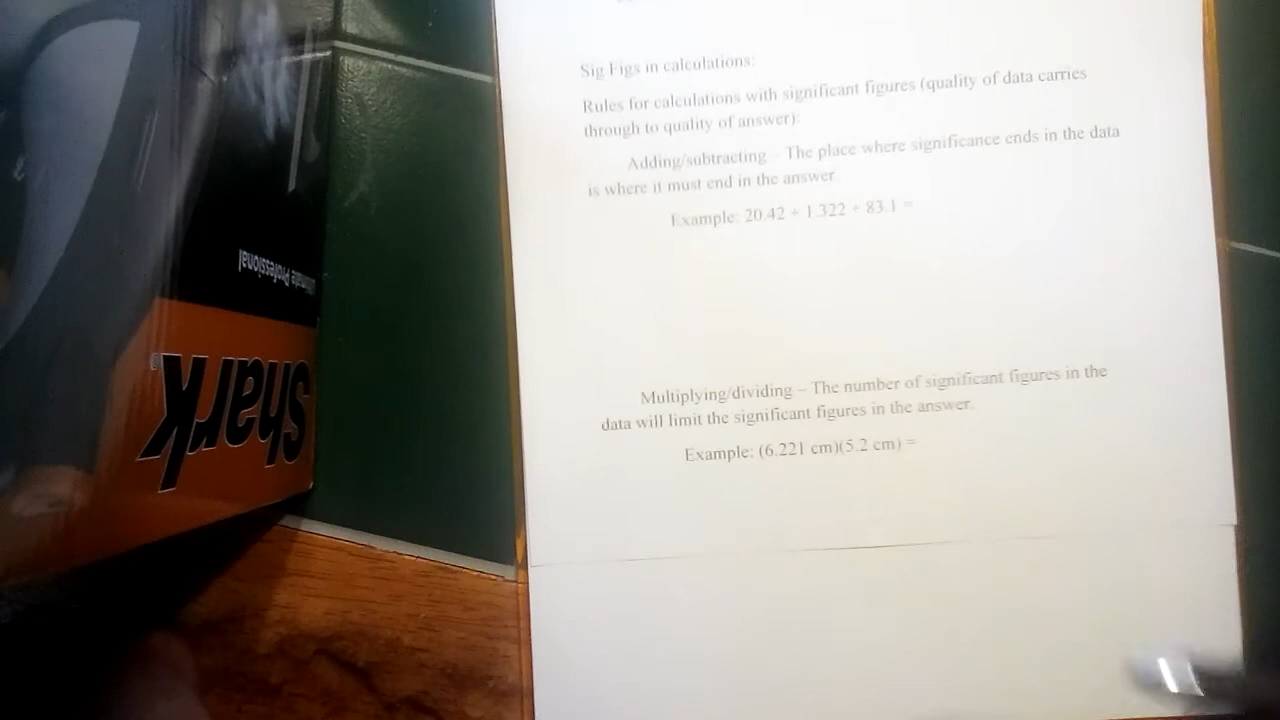 Sig Figs in calculations:
Rules for calculations with significant figures (quality of data carries
through to quality of answer):
Adding/subtracting – The place where significance ends in the data
is where it must end in the answer.
Example: 20.42 + 1.322 + 83.1 =
Multiplying/dividing – The number of significant figures in the
data will limit the significant figures in the answer.
Example: (6.221 cm)(5.2 cm) =
Shark
Ultimate Professional